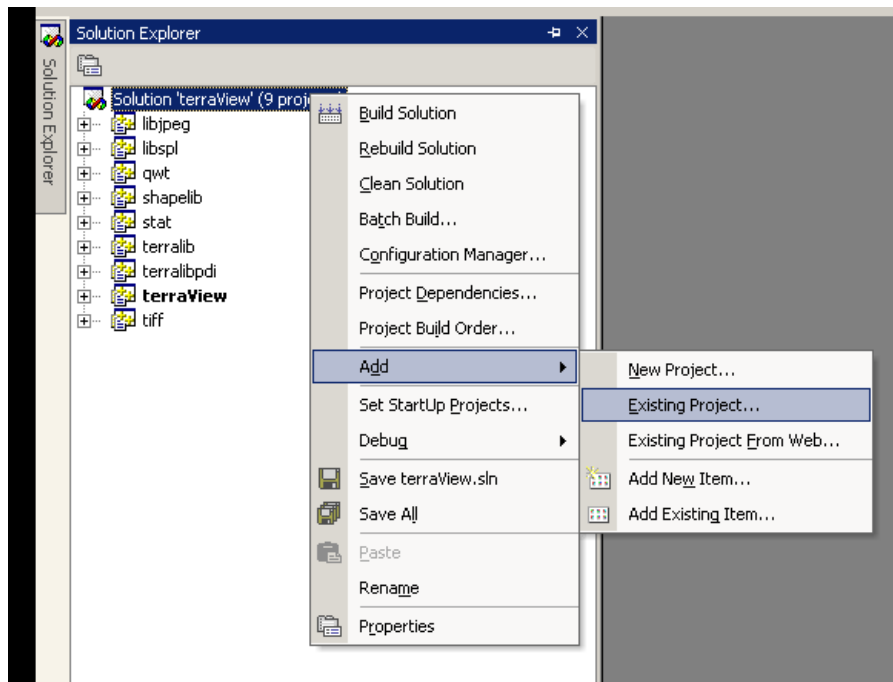 Solution Explorer
Solution Explorer
Solution 'terraView' (9 proj
libjpeg
libspl
qwt
shapelib
stat
terralib
terralibpdi
terraView
tiff
Build Solution
Rebuild Solution
Clean Solution
Batch Build...
Configuration Manager...
Project Dependencies...
Project Build Order...
Add
Set StartUp Projects...
Debug
Save terraView.sln
Save All
Paste
Rename
Properties
New Project...
Existing Project...
Existing Project From Web...
Add New Item...
Add Existing Item...